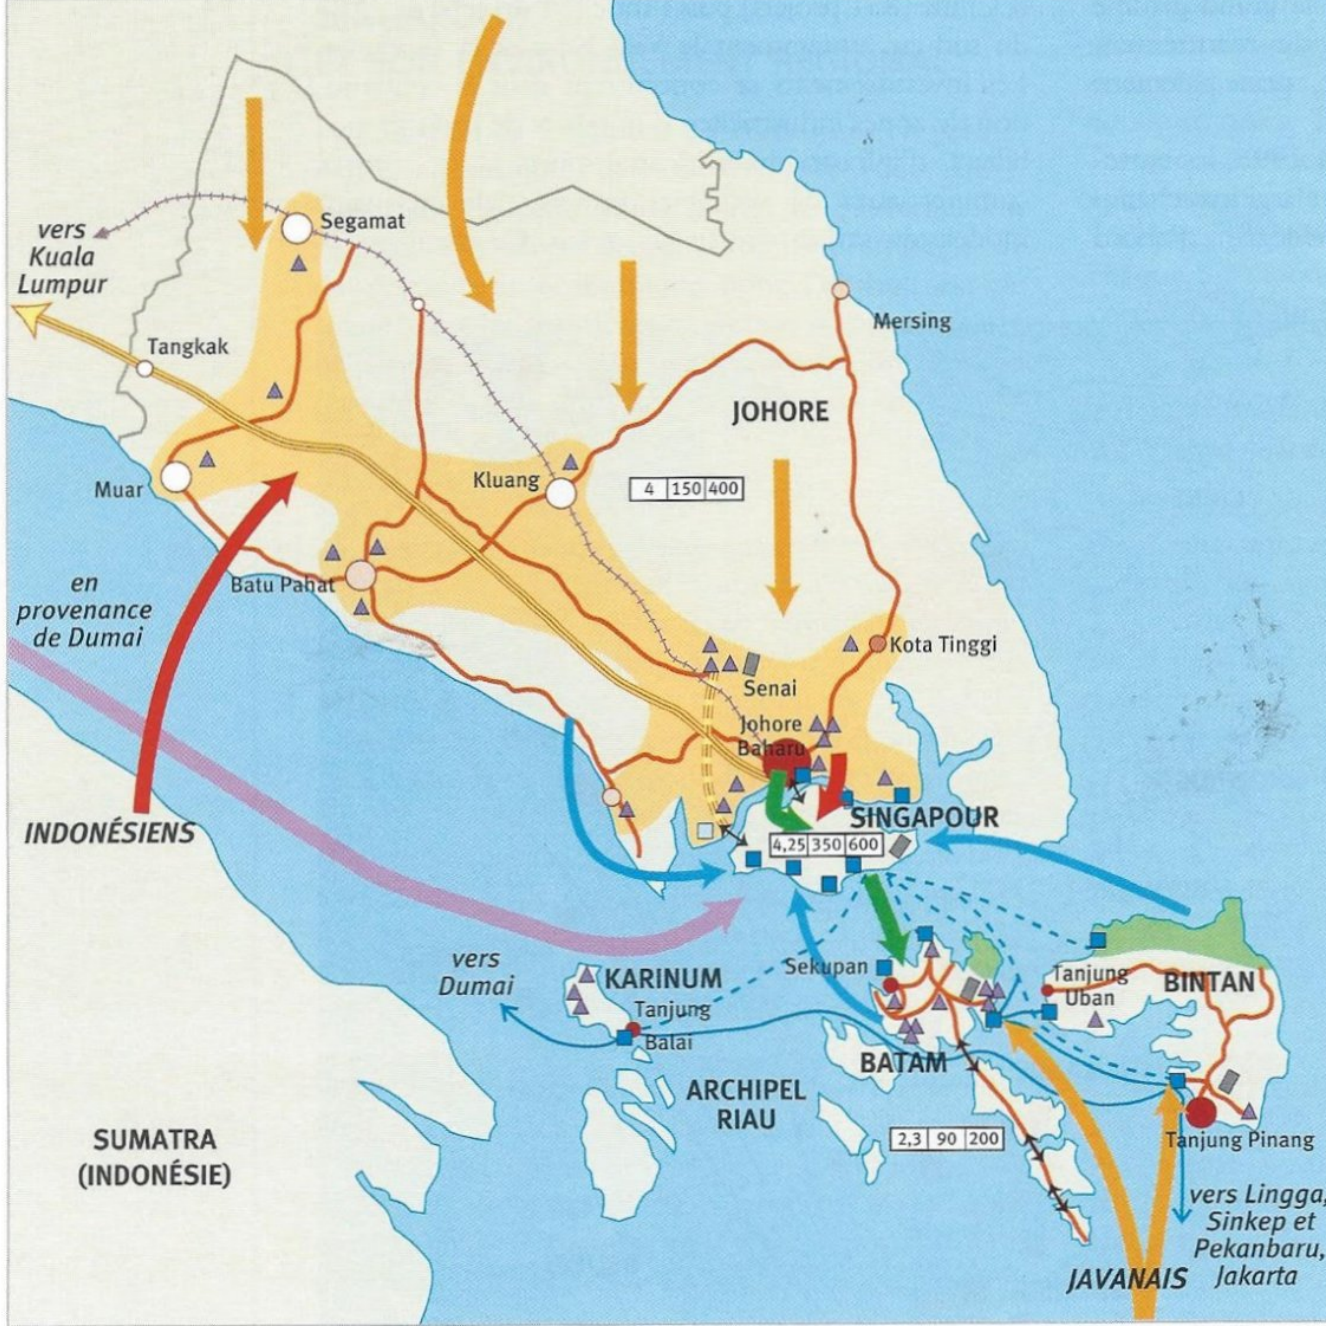 vers
Kuala
Lumpur
Segamat
Tangkak
Mersing
JOHORE
Muar
Kluang
4 150 400
en
provenance
de Dumai
Batu Pahat
Kota Tinggi
Senai
Johore
Baharu
INDONÉSIENS
SINGAPOUR
4,25 350 600
vers
Dumai
KARINUM
Tanjung
Balai
Sekupan
Tanjung
Uban
BINTAN
BATAM
ARCHIPEL
RIAU
2,3 90 200
SUMATRA
(INDONÉSIE)
Tanjung Pinang
vers Lingga,
Sinkep et
Pekanbaru,
Jakarta
JAVANAIS